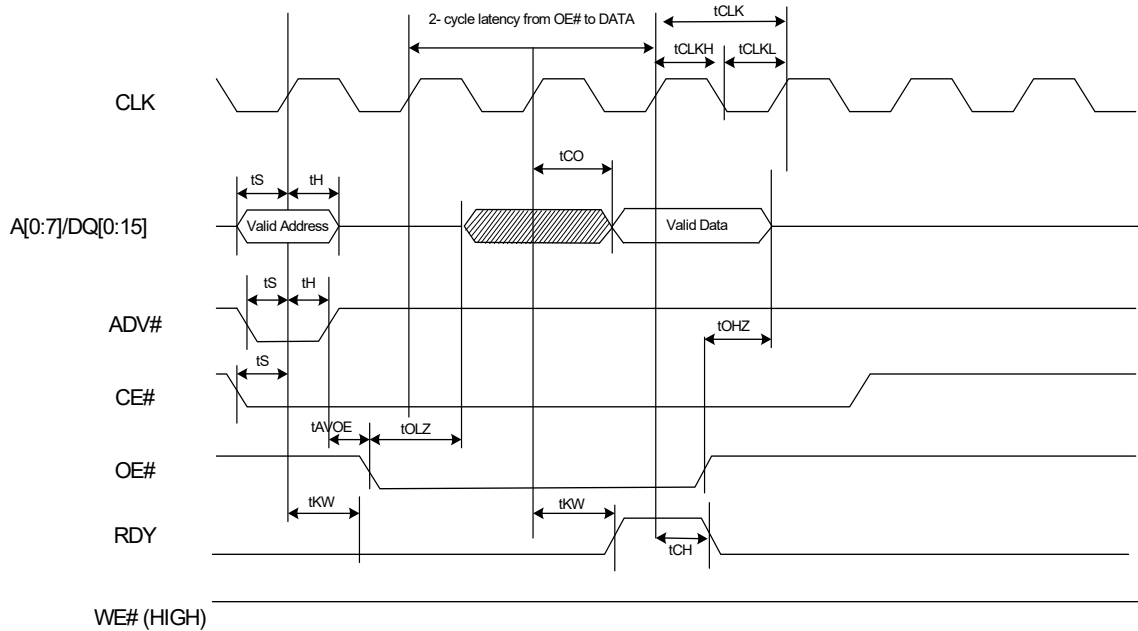 2- cycle latency from OE# to DATA
tCLK
tCLKH
tCLKL
CLK
tCO
tS
tH
A[0:7]/DQ[0:15]
Valid Address
Valid Data
tS
tH
ADV#
tOHZ
tS
CE#
tAVOE
tOLZ
OE#
tKW
tKW
RDY
tCH
WE# (HIGH)